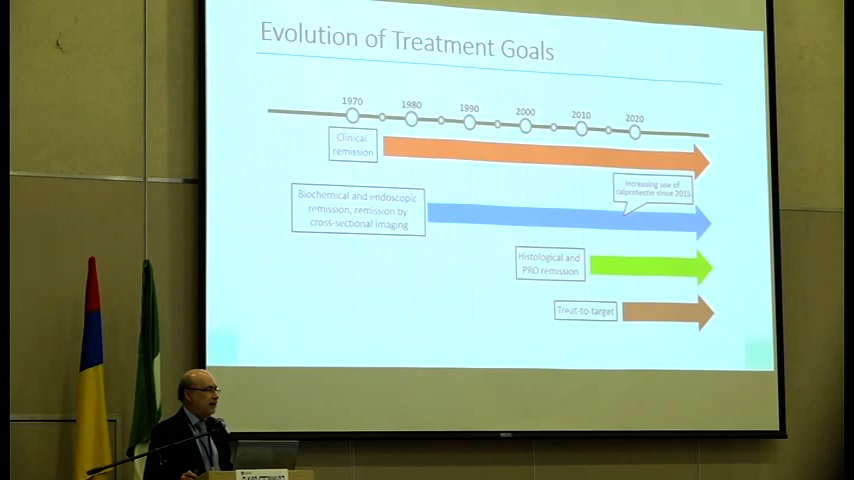 Evolution of Treatment Goals
1970 1980 1990 2000 2010 2020
Clinical
remission
Increasing use of
calprotectin since 2015
Biochemical and endoscopic
remission, remission by
cross-sectional imaging
Histological and
PRO remission
Treat-to-target